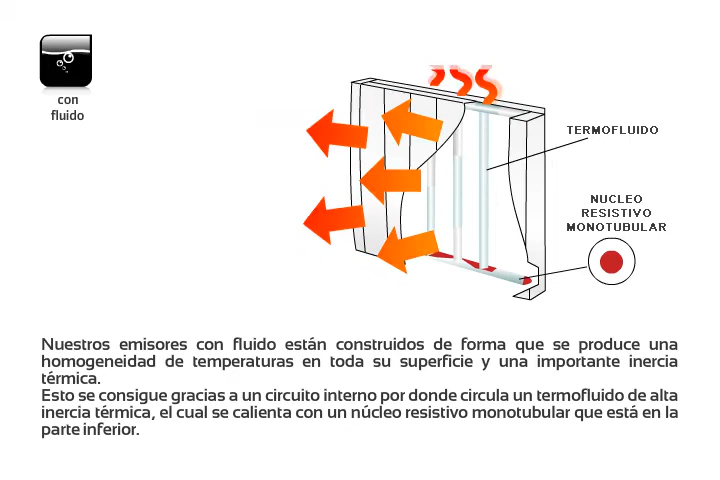 con
fluido
TERMOFLUIDO
NUCLEO
RESISTIVO
MONOTUBULAR
Nuestros emisores con fluido están construidos de forma que se produce una
homogeneidad de temperaturas en toda su superficie y una importante inercia
térmica.
Esto se consigue gracias a un circuito interno por donde circula un termofluido de alta
inercia térmica, el cual se calienta con un núcleo resistivo monotubular que está en la
parte inferior.